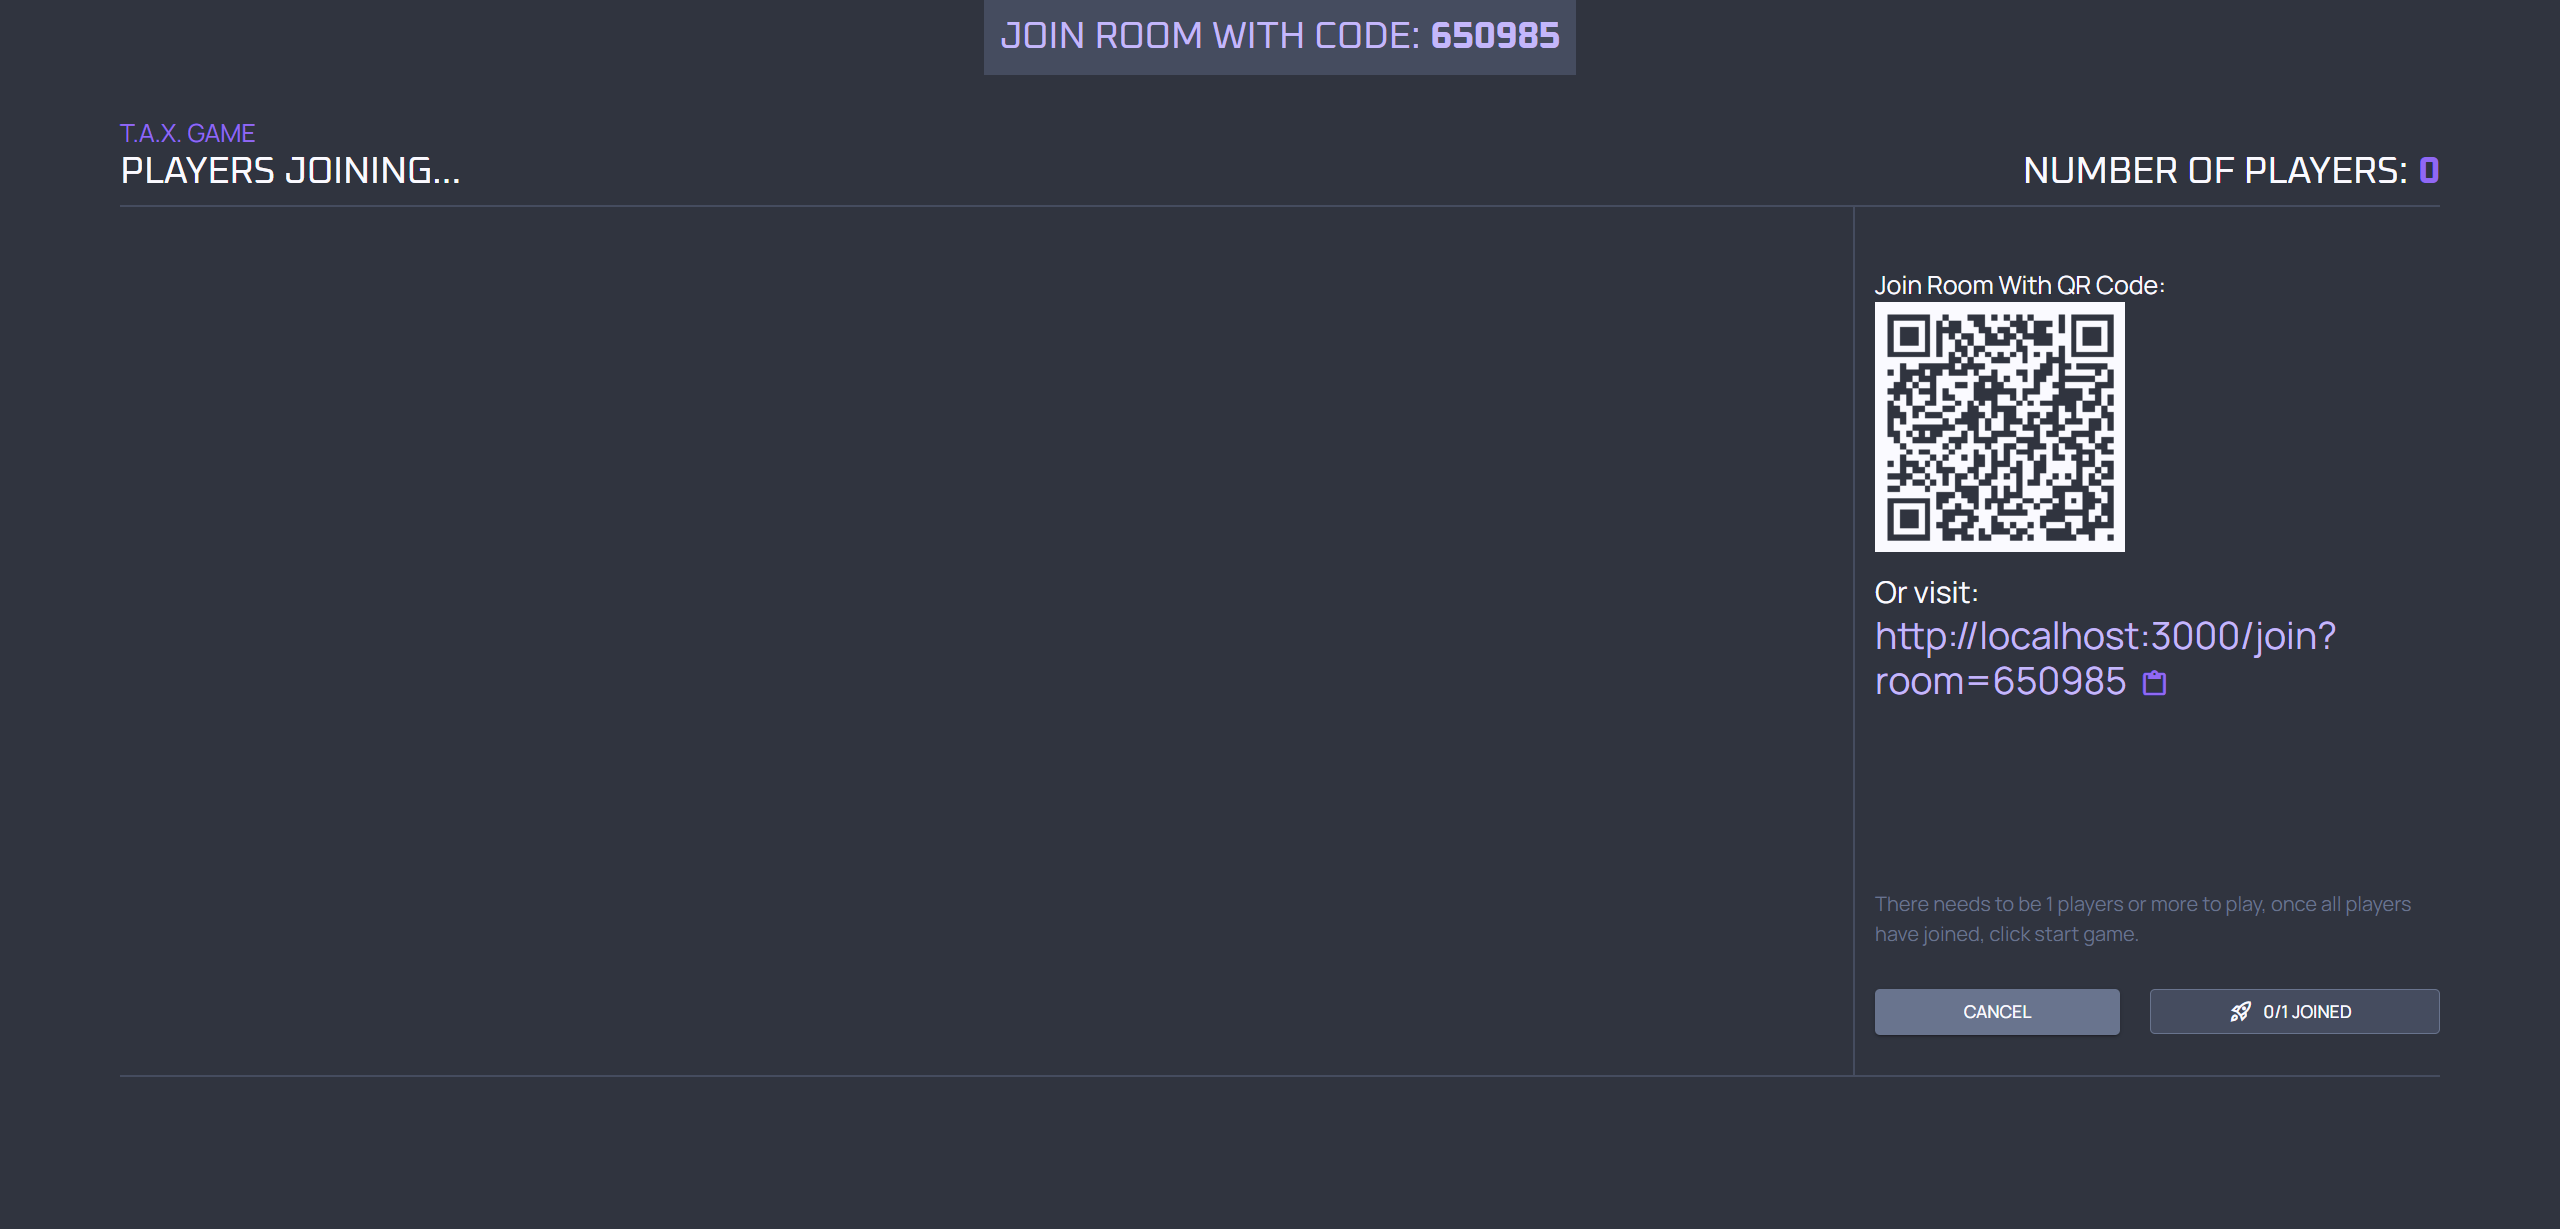 JOIN ROOM WITH CODE: 650985
T.A.X. GAME
PLAYERS JOINING...
NUMBER OF PLAYERS: 0
Join Room With QR Code:
Or visit:
http://localhost:3000/join?
room=650985
There needs to be 1 players or more to play, once all players
have joined, click start game.
CANCEL
0/1 JOINED